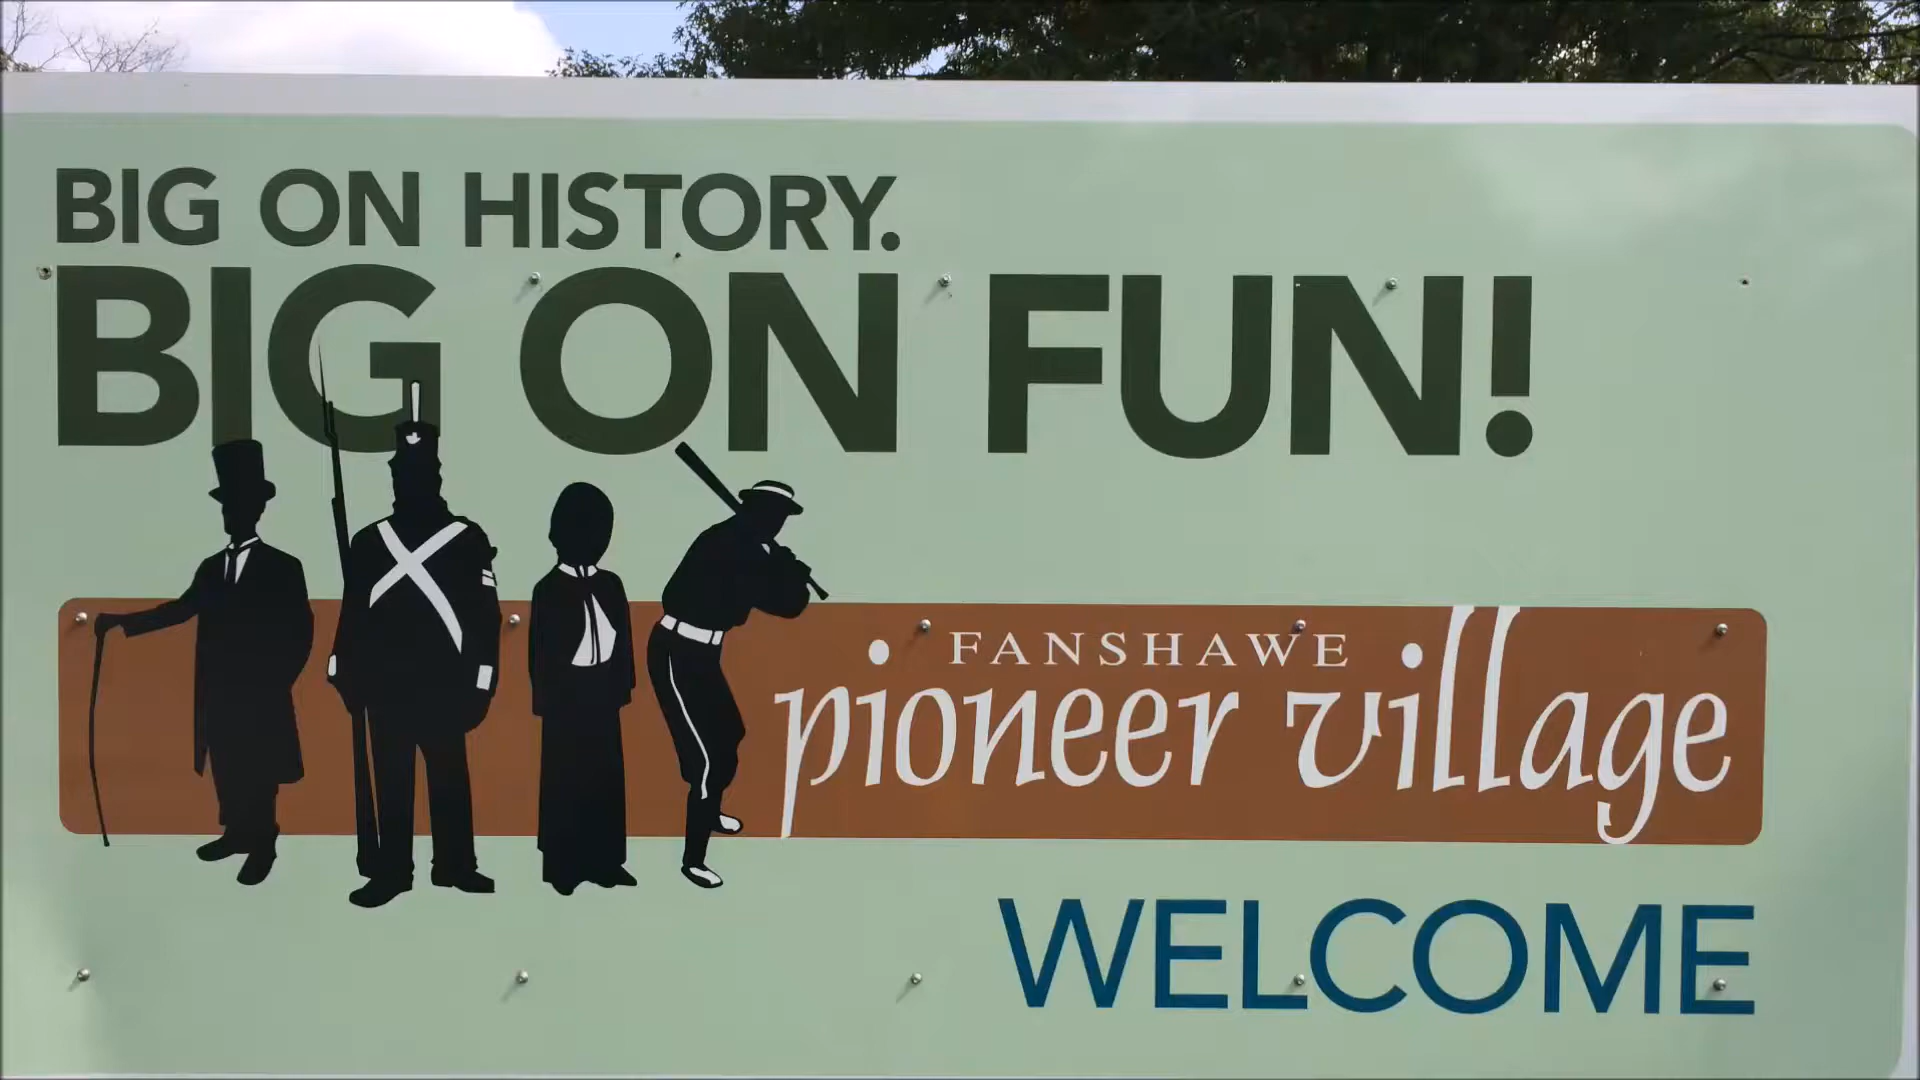 BIG ON HISTORY.
BIG ON FUN!
FANSHAWE
pioneer village
WELCOME